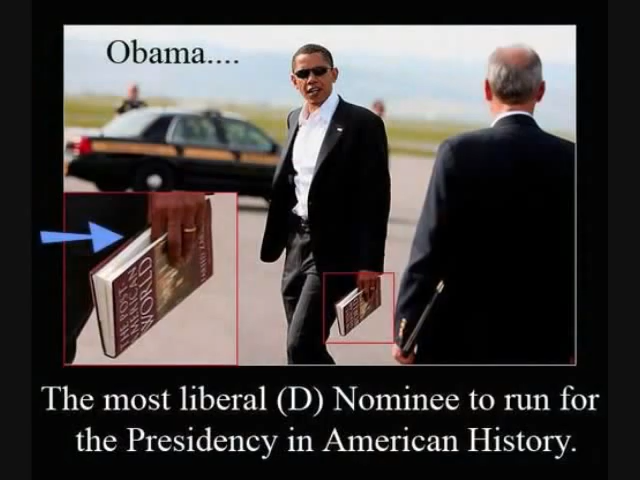 Obama....
THE POST-
AMERICAN
WORLD
The most liberal (D) Nominee to run for
the Presidency in American History.